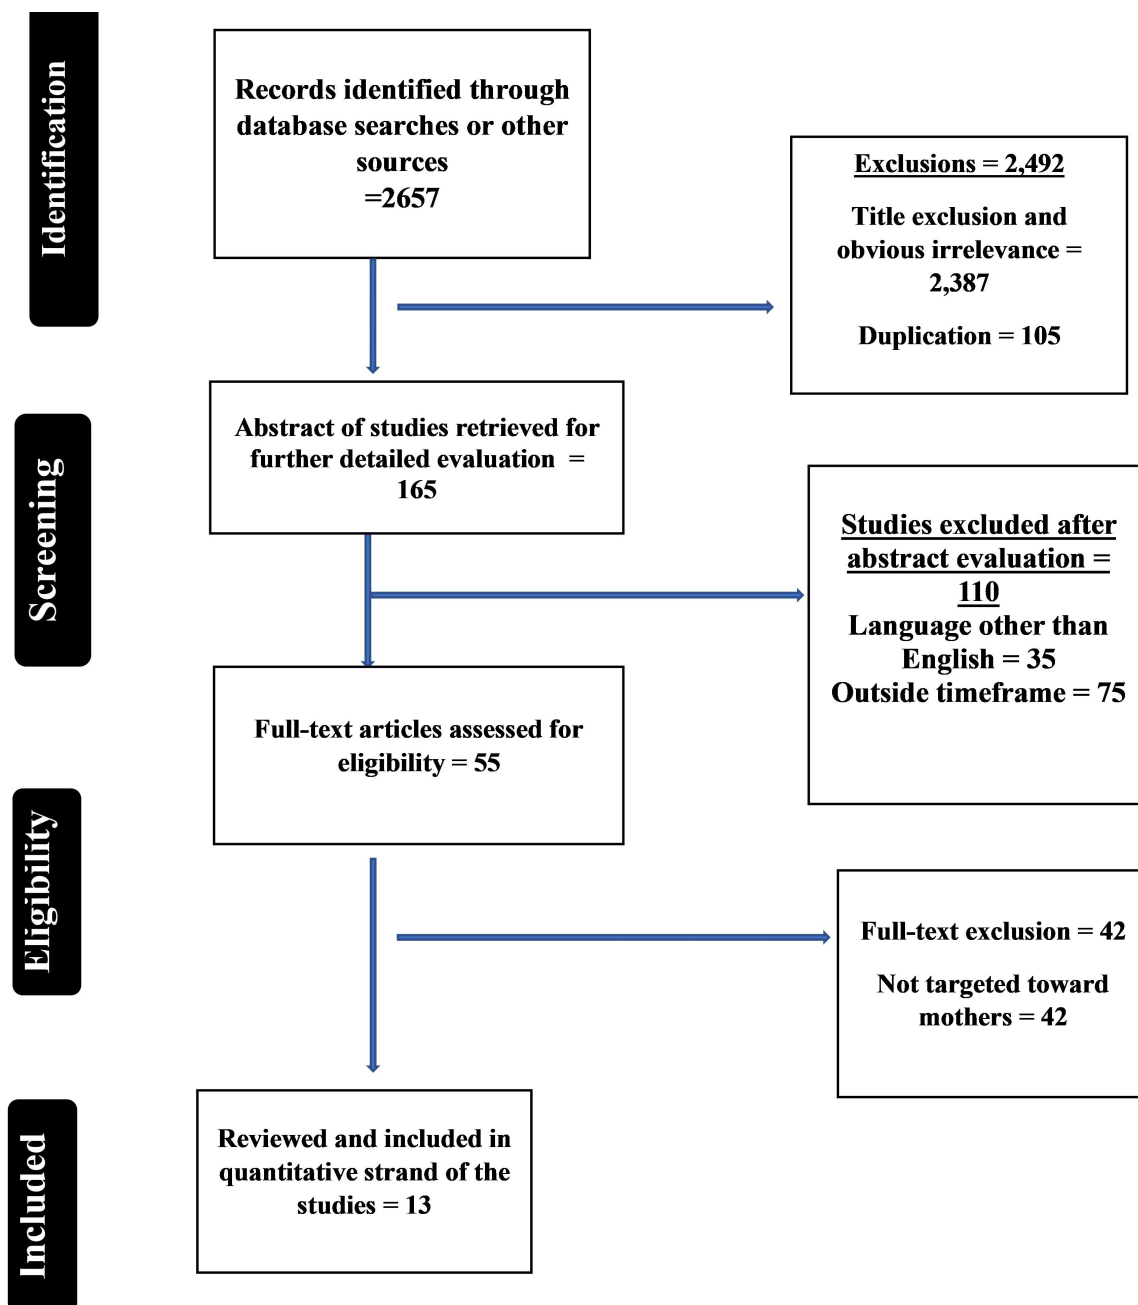 Identification
Records identified through
database searches or other
sources
=2657
Exclusions = 2,492
Title exclusion and
obvious irrelevance =
2,387
Duplication = 105
Screening
Abstract of studies retrieved for
further detailed evaluation =
165
Studies excluded after
abstract evaluation =
110
Language other than
English = 35
Outside timeframe = 75
Full-text articles assessed for
eligibility = 55
Eligibility
Full-text exclusion = 42
Not targeted toward
mothers = 42
Included
Reviewed and included in
quantitative strand of the
studies = 13